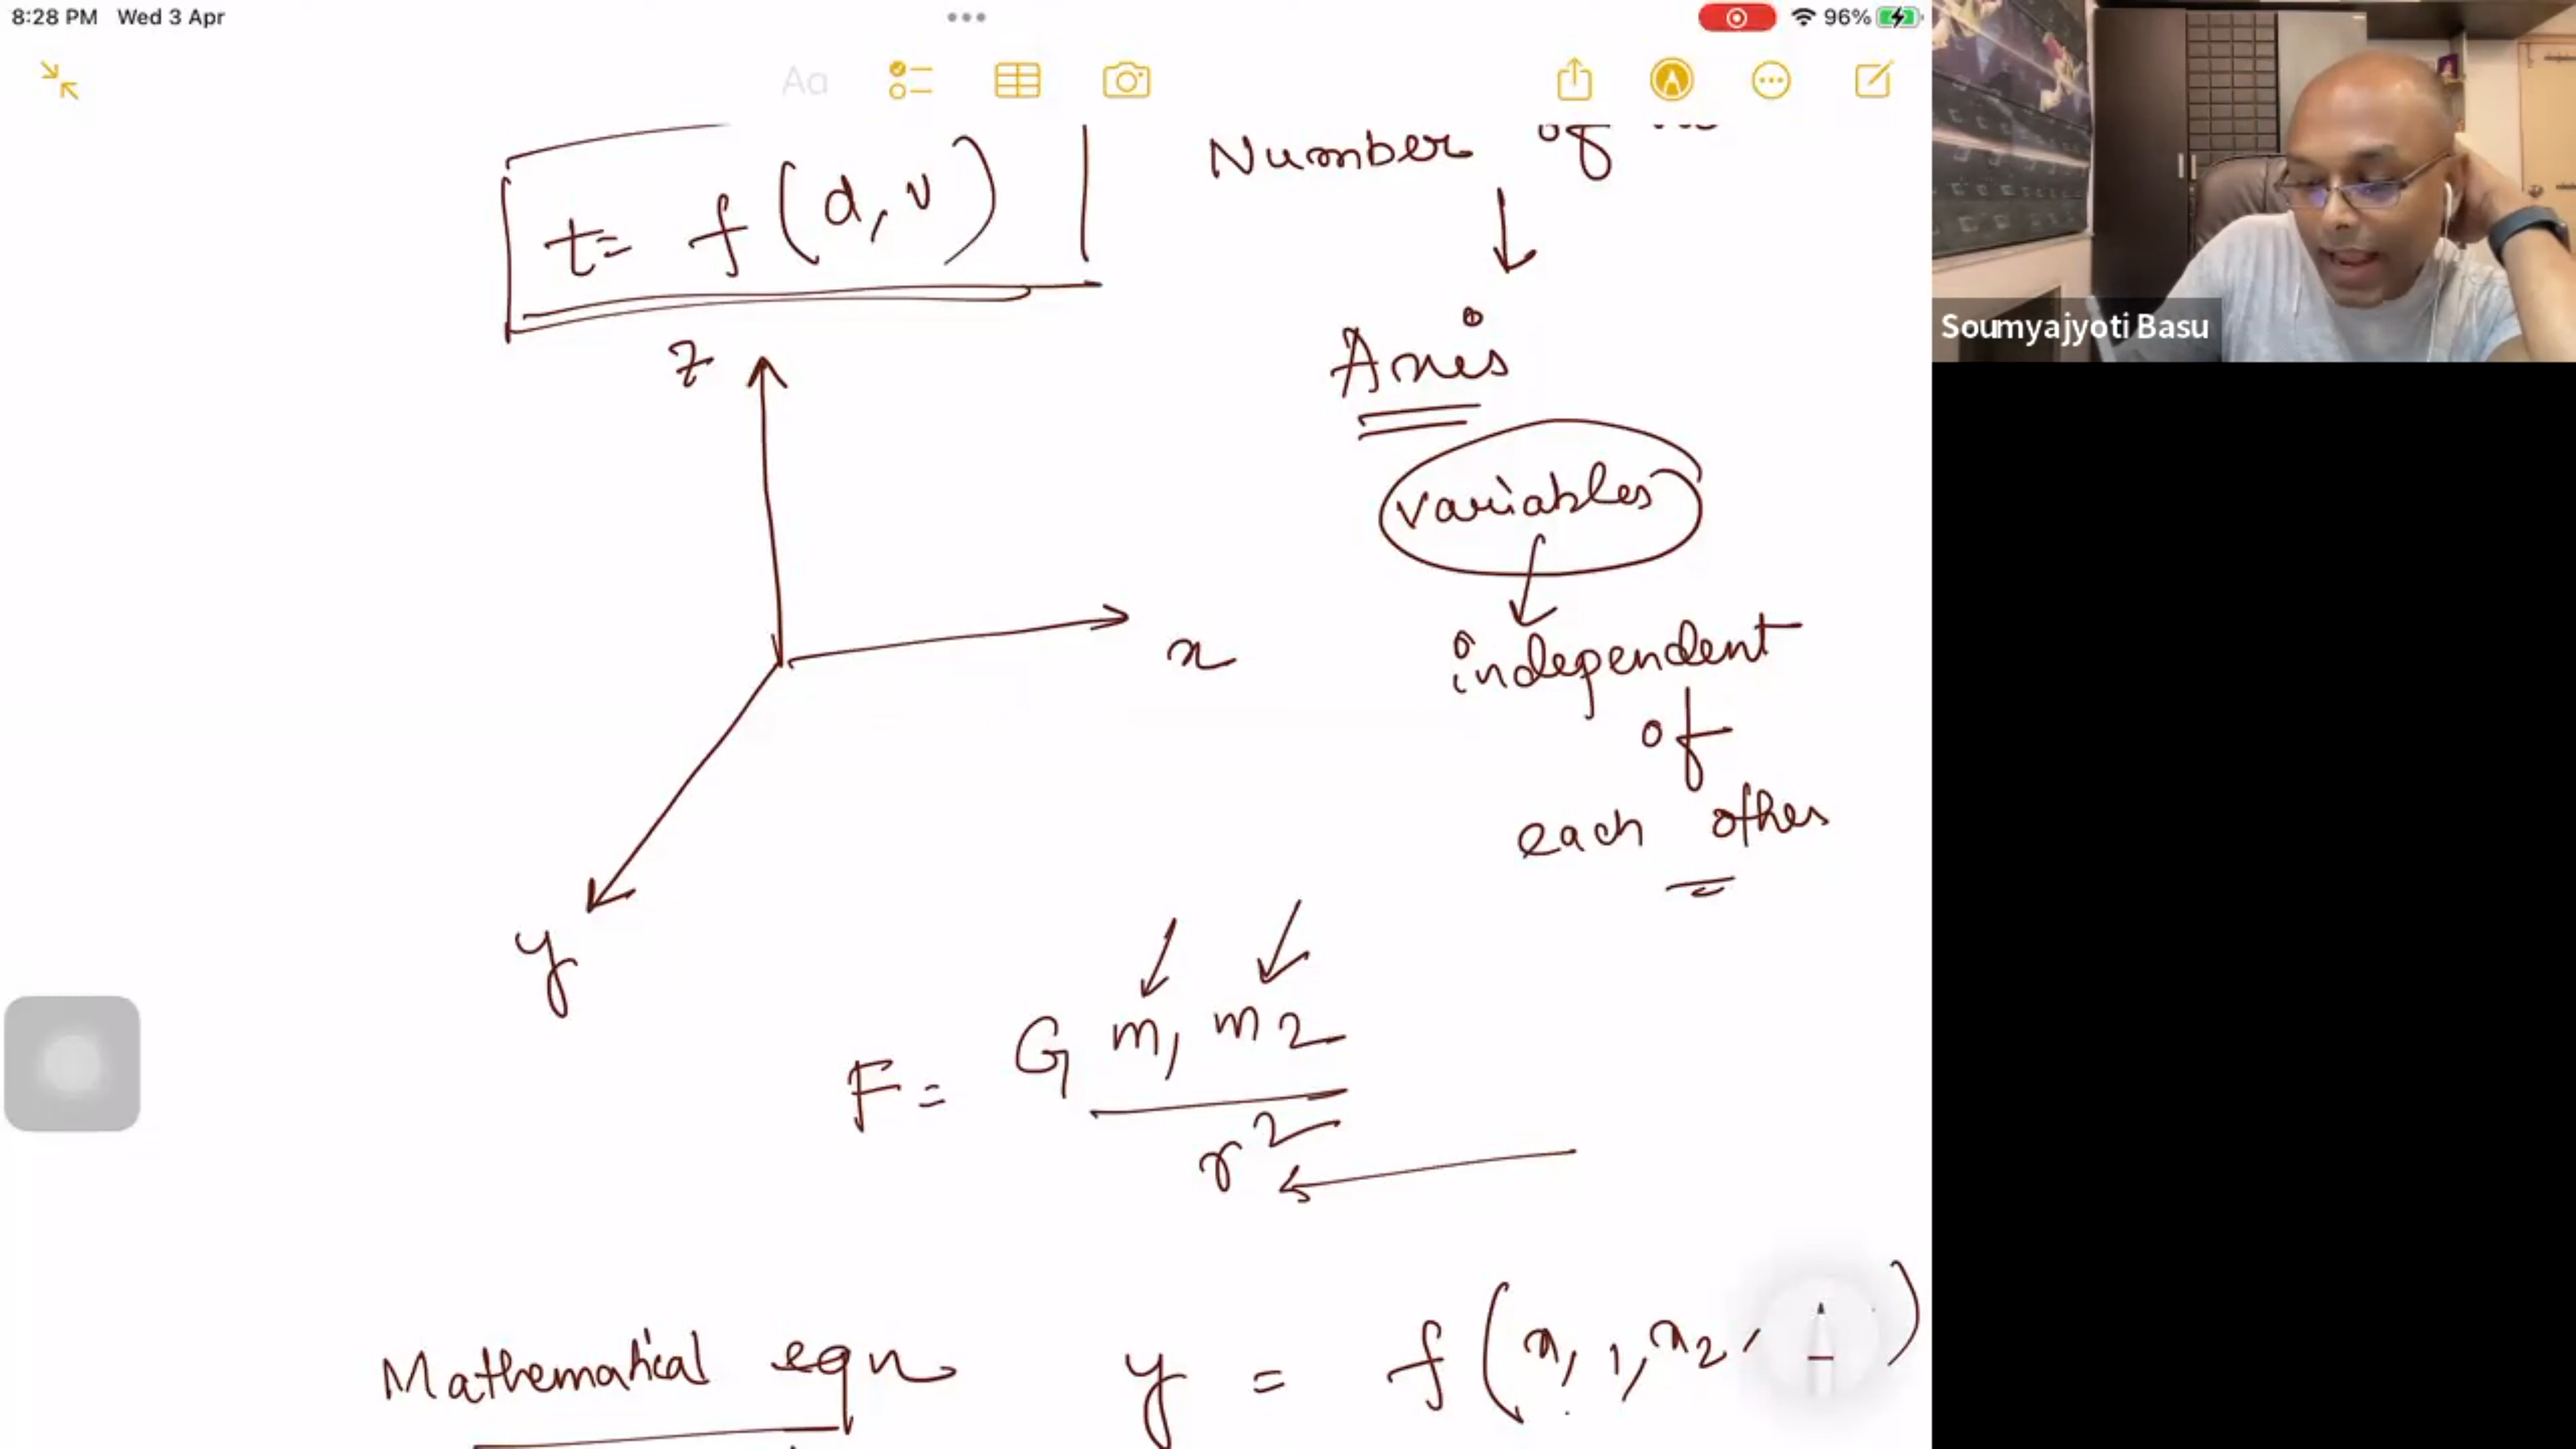 8:28 PM Wed 3 Apr
96%
Aa
t = f(d, v)
Number of
Axis
variables
independent
of
each other
z
x
y
F = G m1 m2
r2
Mathematical eqn y = f(x1, x2,
Soumyajyoti Basu